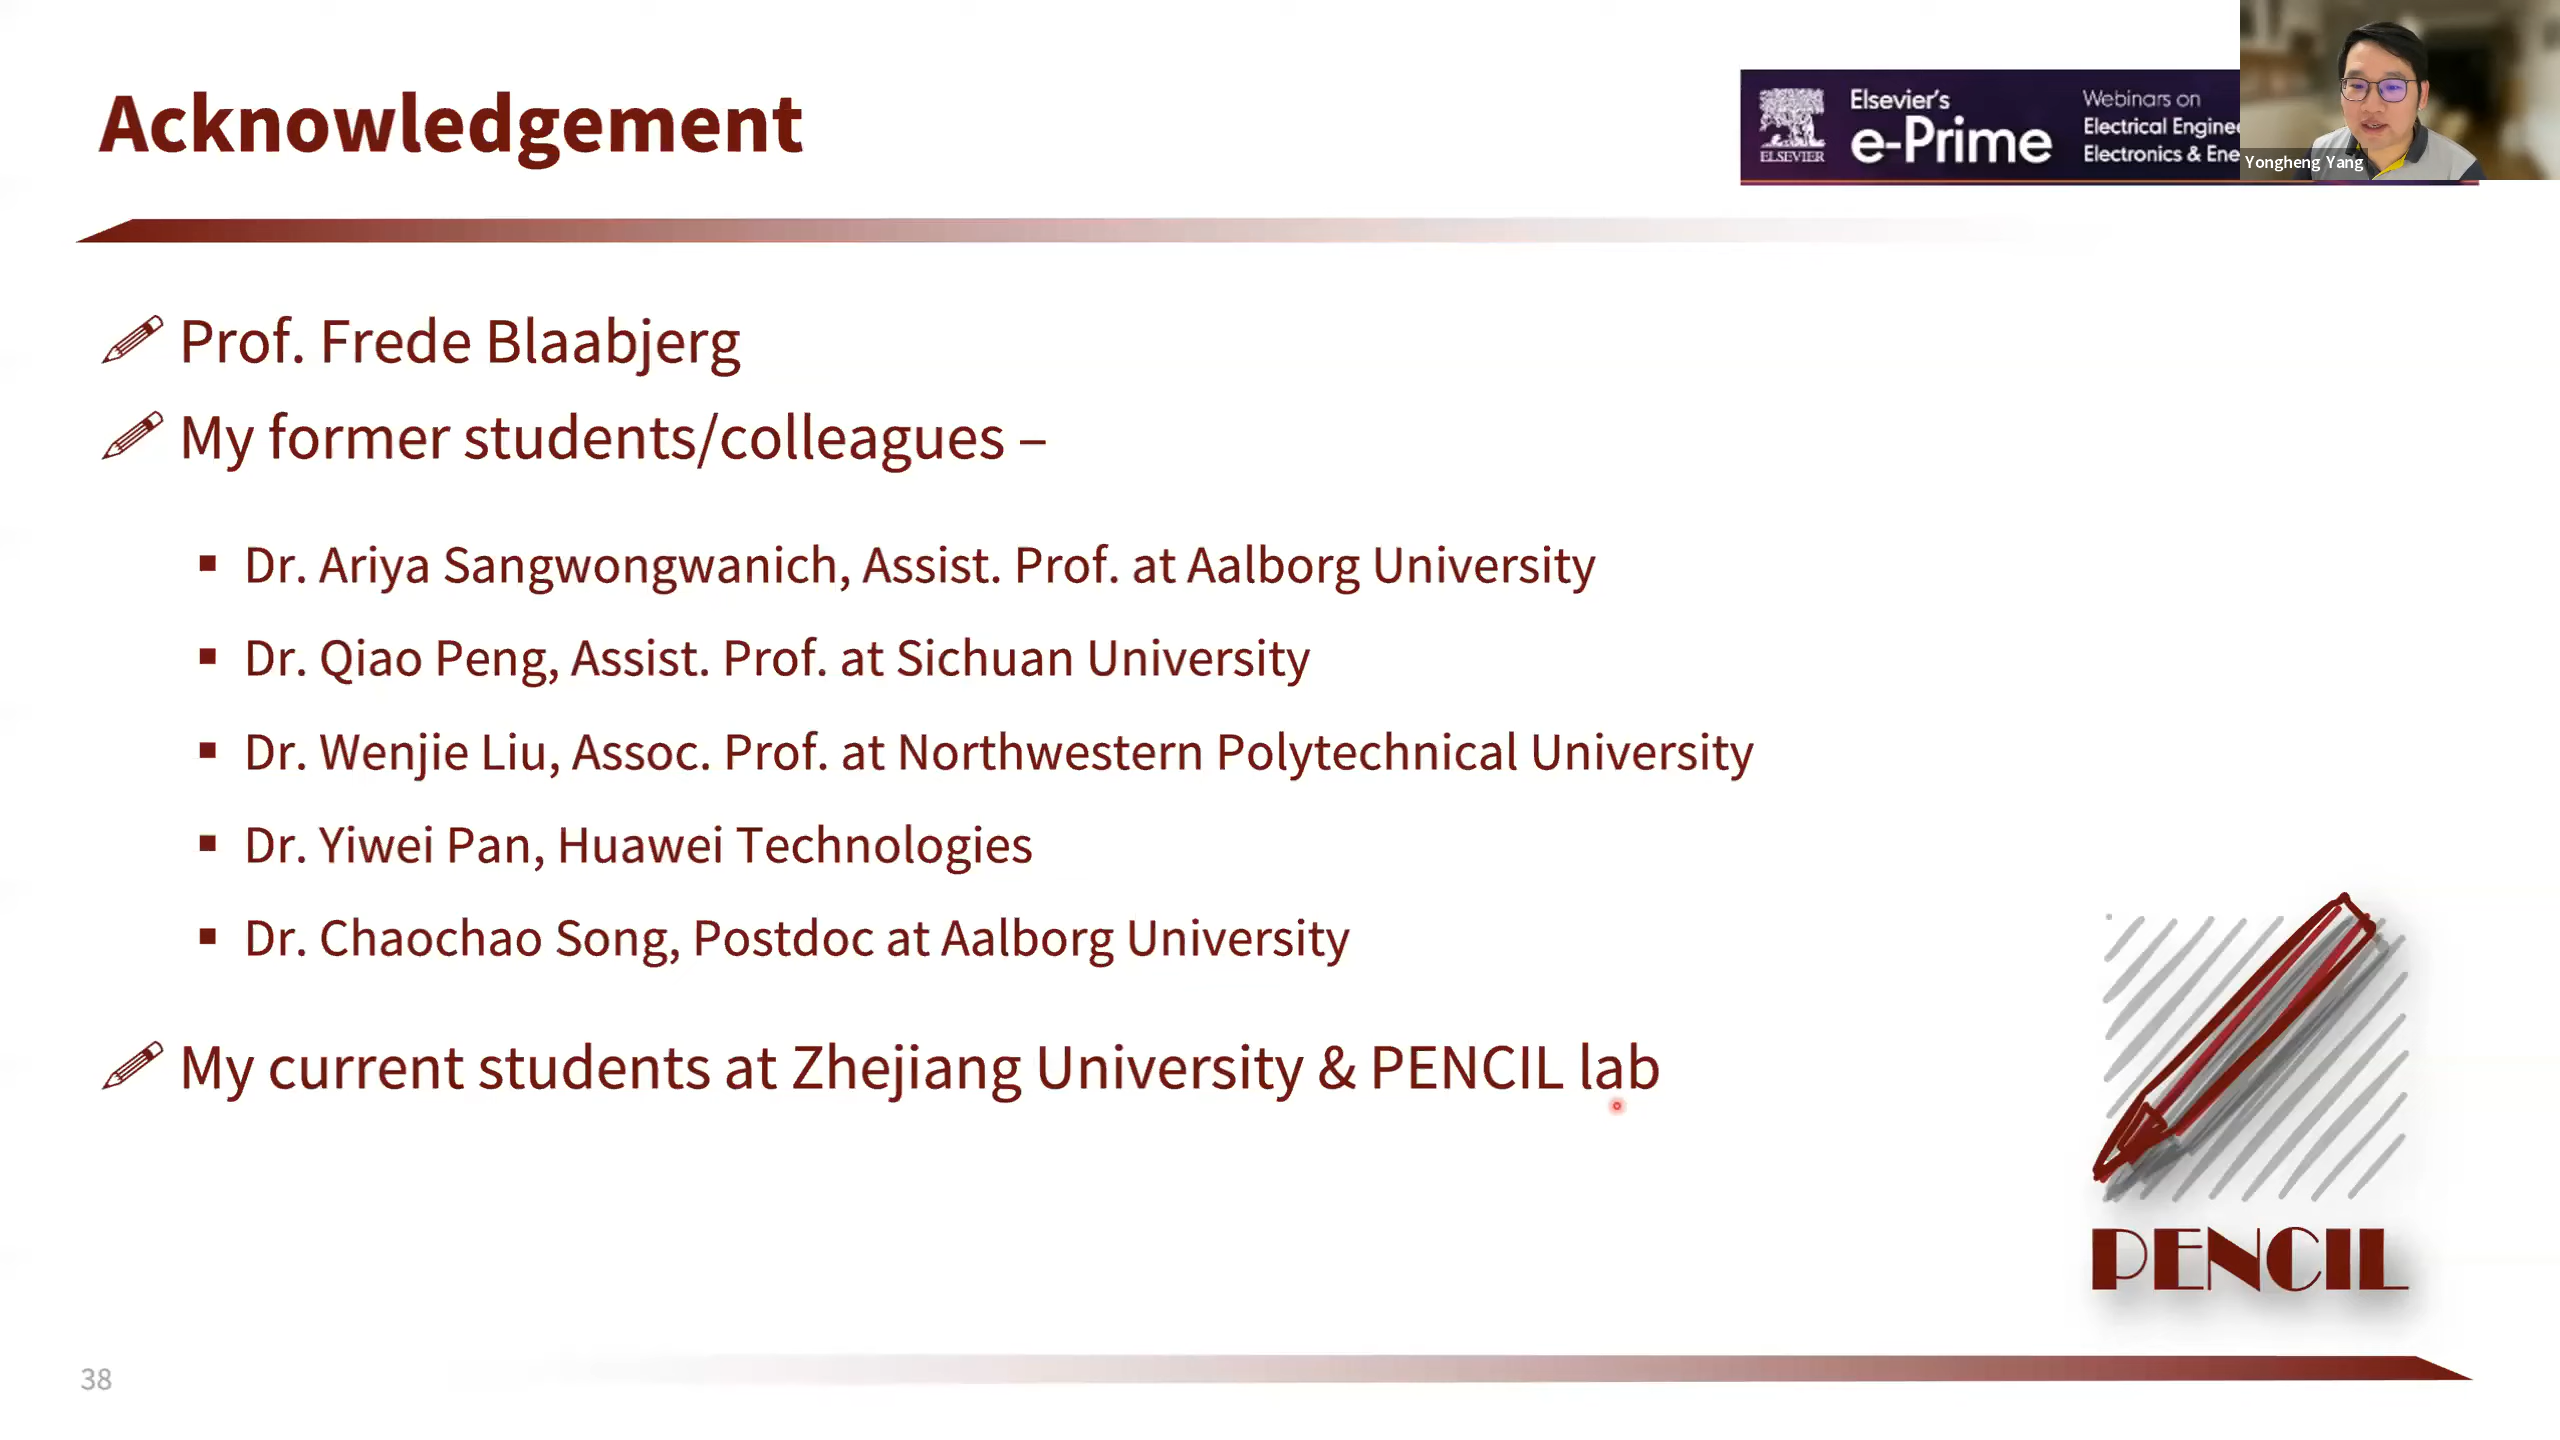 Acknowledgement
ELSEVIER
Elsevier's
e-Prime
Webinars on
Electrical
Electronics &
Yongheng Yang
Prof. Frede Blaabjerg
My former students/colleagues –
Dr. Ariya Sangwongwanich, Assist. Prof. at Aalborg University
Dr. Qiao Peng, Assist. Prof. at Sichuan University
Dr. Wenjie Liu, Assoc. Prof. at Northwestern Polytechnical University
Dr. Yiwei Pan, Huawei Technologies
Dr. Chaochao Song, Postdoc at Aalborg University
My current students at Zhejiang University & PENCIL lab
PENCIL
38